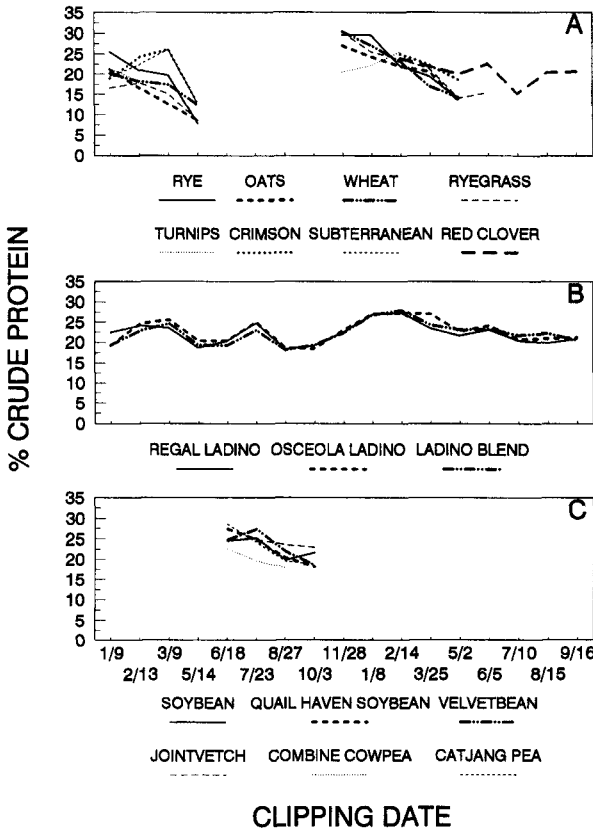 % CRUDE PROTEIN
A
35
30
25
20
15
10
5
0
RYE OATS WHEAT RYEGRASS
TURNIPS CRIMSON SUBTERRANEAN RED CLOVER
B
35
30
25
20
15
10
5
0
REGAL LADINO OSCEOLA LADINO LADINO BLEND
C
35
30
25
20
15
10
5
0
1/9 3/9 6/18 8/27 11/28 2/14 5/2 7/10 9/16
2/13 5/14 7/23 10/3 1/8 3/25 6/5 8/15
SOYBEAN QUAIL HAVEN SOYBEAN VELVETBEAN
JOINTVETCH COMBINE COWPEA CATJANG PEA
CLIPPING DATE